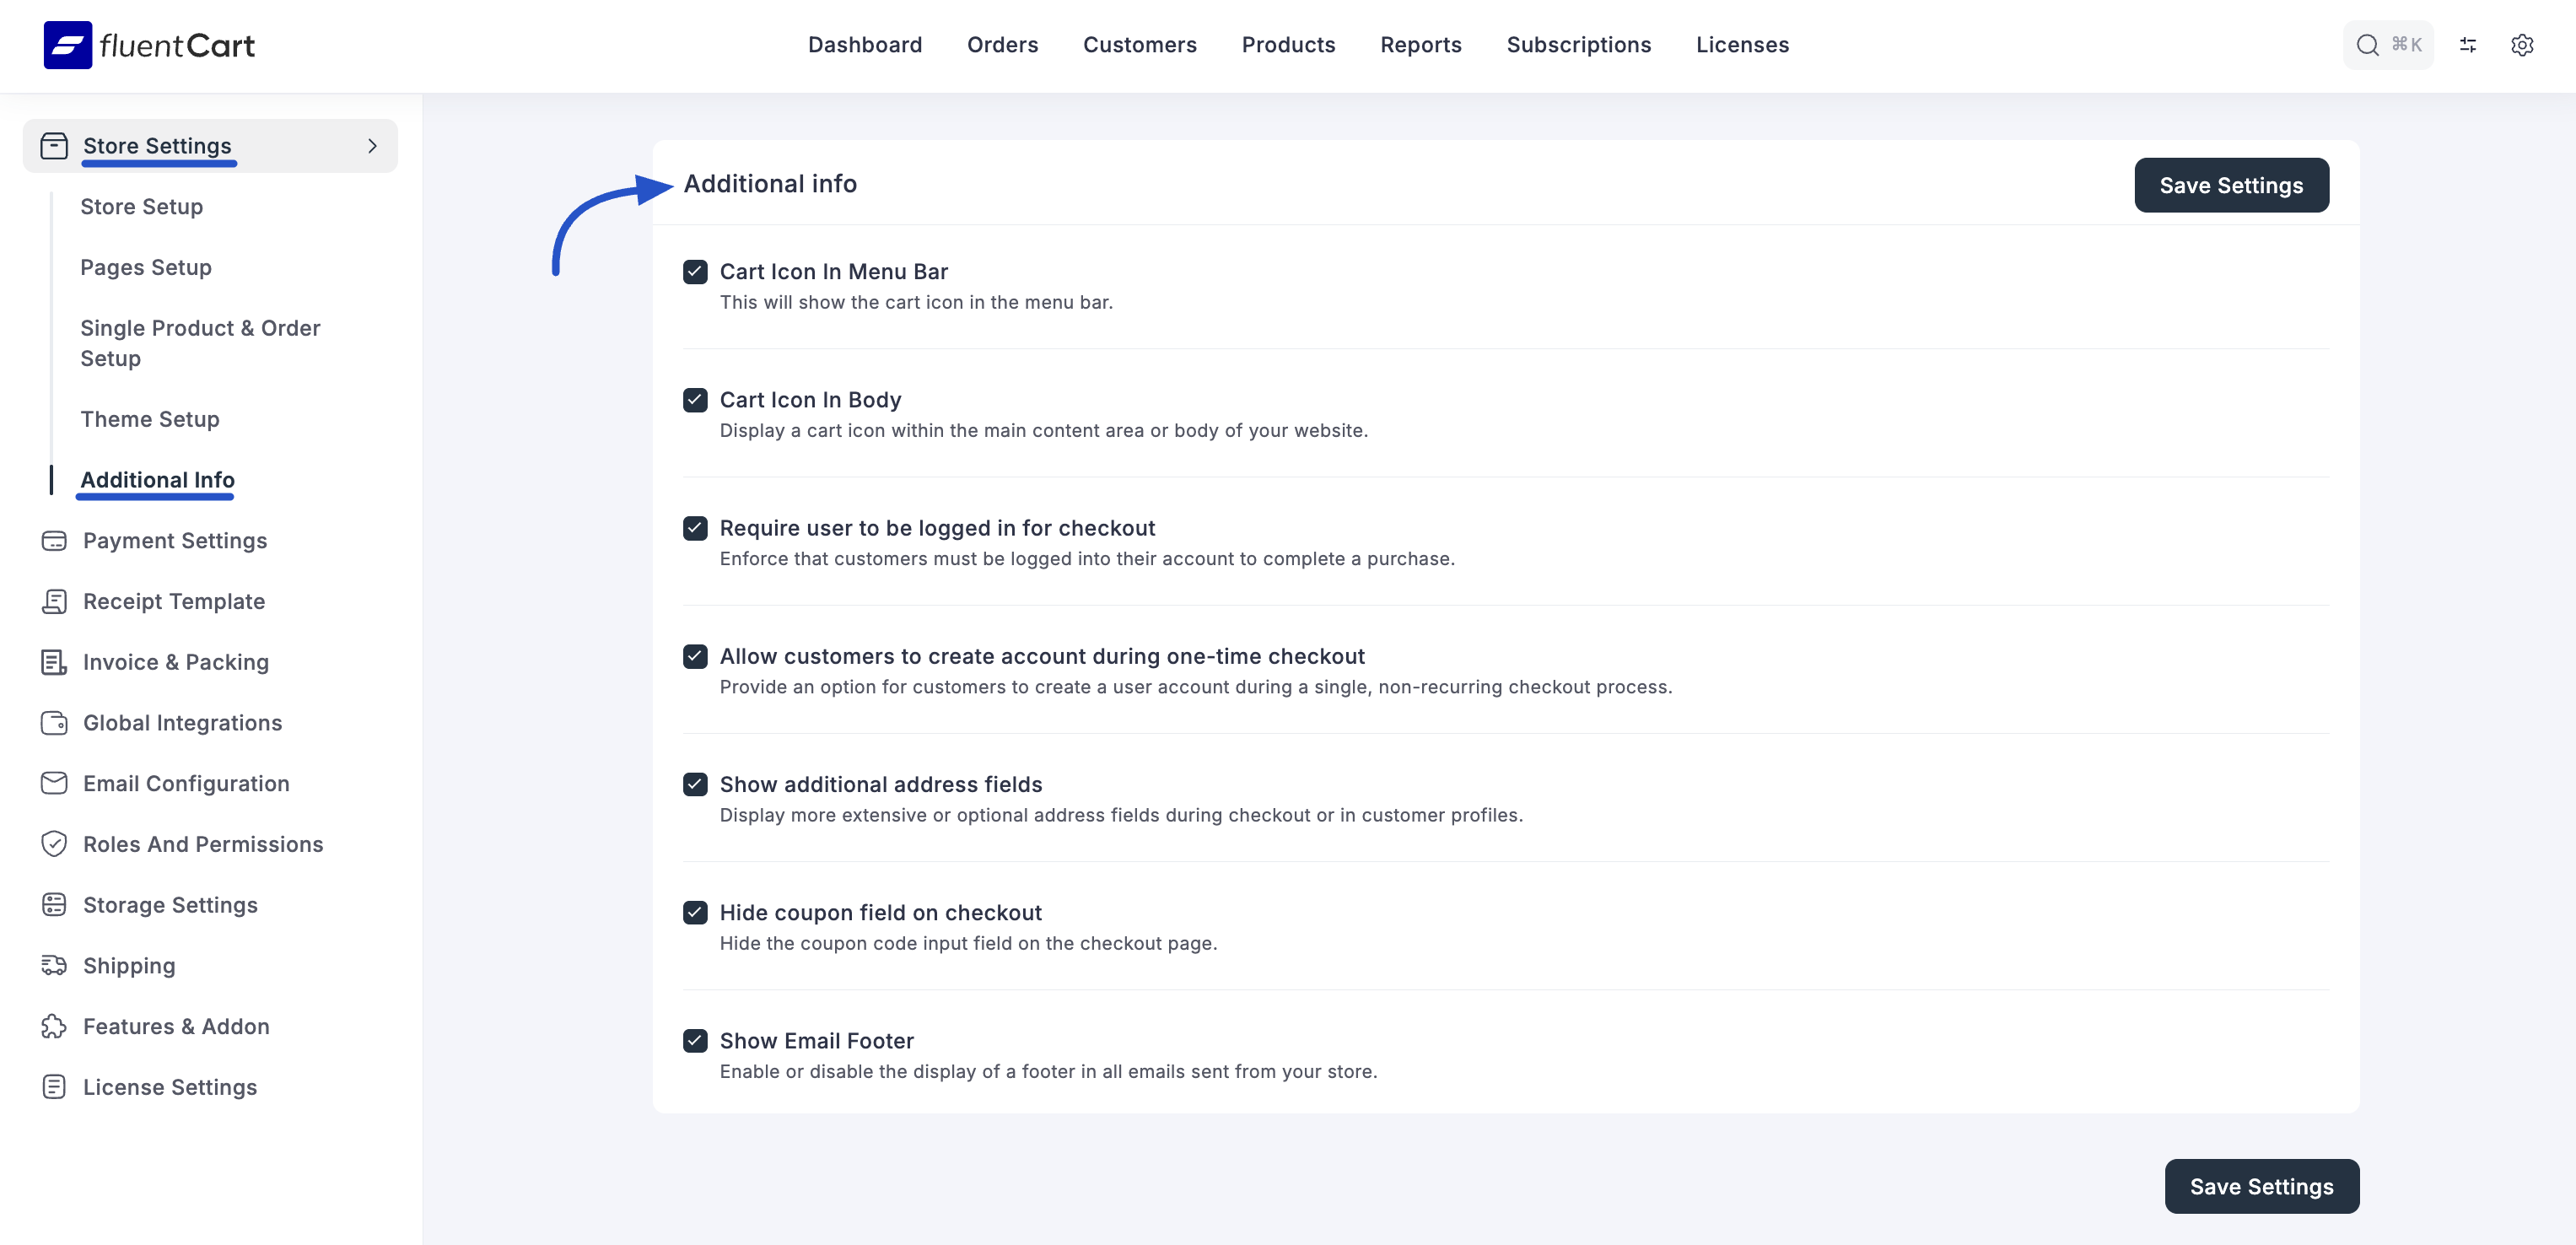 fluentCart
Dashboard
Orders
Customers
Products
Reports
Subscriptions
Licenses
⌘K
Store Settings
Store Setup
Pages Setup
Single Product & Order
Setup
Theme Setup
Additional Info
Payment Settings
Receipt Template
Invoice & Packing
Global Integrations
Email Configuration
Roles And Permissions
Storage Settings
Shipping
Features & Addon
License Settings
Additional info
Save Settings
Cart Icon In Menu Bar
This will show the cart icon in the menu bar.
Cart Icon In Body
Display a cart icon within the main content area or body of your website.
Require user to be logged in for checkout
Enforce that customers must be logged into their account to complete a purchase.
Allow customers to create account during one-time checkout
Provide an option for customers to create a user account during a single, non-recurring checkout process.
Show additional address fields
Display more extensive or optional address fields during checkout or in customer profiles.
Hide coupon field on checkout
Hide the coupon code input field on the checkout page.
Show Email Footer
Enable or disable the display of a footer in all emails sent from your store.
Save Settings